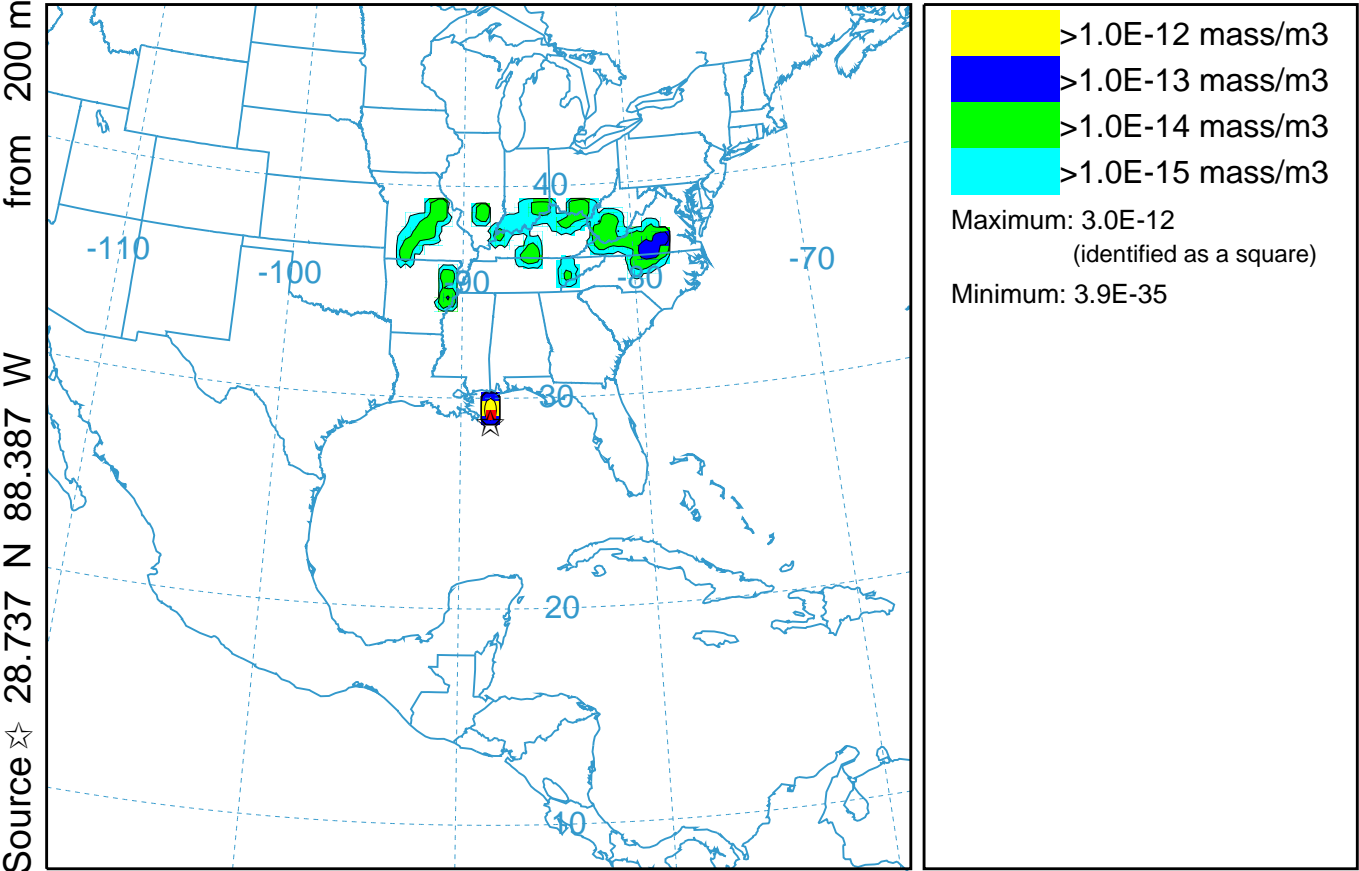 Source ☆ 28.737 N 88.387 W from 200 m
>1.0E-12 mass/m3
>1.0E-13 mass/m3
>1.0E-14 mass/m3
>1.0E-15 mass/m3
Maximum: 3.0E-12
(identified as a square)
Minimum: 3.9E-35
40
-110
-100
-90
-80
-70
30
20
10